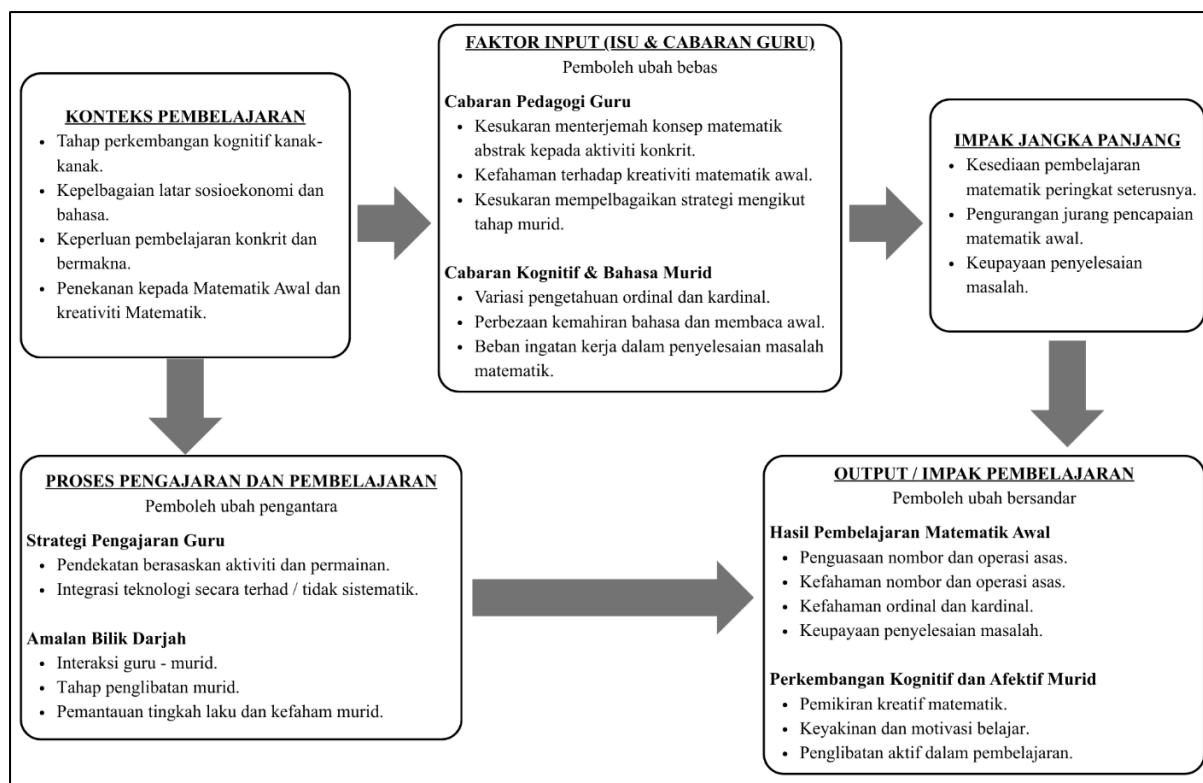 KONTEKS PEMBELAJARAN
• Tahap perkembangan kognitif kanak-
kanak.
• Kepelbagaian latar sosioekonomi dan
bahasa.
• Keperluan pembelajaran konkrit dan
bermakna.
• Penekanan kepada Matematik Awal dan
kreativiti Matematik.
FAKTOR INPUT (ISU & CABARAN GURU)
Pemboleh ubah bebas
Cabaran Pedagogi Guru
• Kesukaran menterjemah konsep matematik
abstrak kepada aktiviti konkrit.
• Kefahaman terhadap kreativiti matematik awal.
• Kesukaran mempelbagaikan strategi mengikut
tahap murid.
Cabaran Kognitif & Bahasa Murid
• Variasi pengetahuan ordinal dan kardinal.
• Perbezaan kemahiran bahasa dan membaca awal.
• Beban ingatan kerja dalam penyelesaian masalah
matematik.
IMPAK JANGKA PANJANG
• Kesediaan pembelajaran
matematik peringkat seterusnya.
• Pengurangan jurang pencapaian
matematik awal.
• Keupayaan penyelesaian
masalah.
PROSES PENGAJARAN DAN PEMBELAJARAN
Pemboleh ubah pengantara
Strategi Pengajaran Guru
• Pendekatan berasaskan aktiviti dan permainan.
• Integrasi teknologi secara terhad / tidak sistematik.
Amalan Bilik Darjah
• Interaksi guru - murid.
• Tahap penglibatan murid.
• Pemantauan tingkah laku dan kefaham murid.
OUTPUT / IMPAK PEMBELAJARAN
Pemboleh ubah bersandar
Hasil Pembelajaran Matematik Awal
• Penguasaan nombor dan operasi asas.
• Kefahaman nombor dan operasi asas.
• Kefahaman ordinal dan kardinal.
• Keupayaan penyelesaian masalah.
Perkembangan Kognitif dan Afektif Murid
• Pemikiran kreatif matematik.
• Keyakinan dan motivasi belajar.
• Penglibatan aktif dalam pembelajaran.